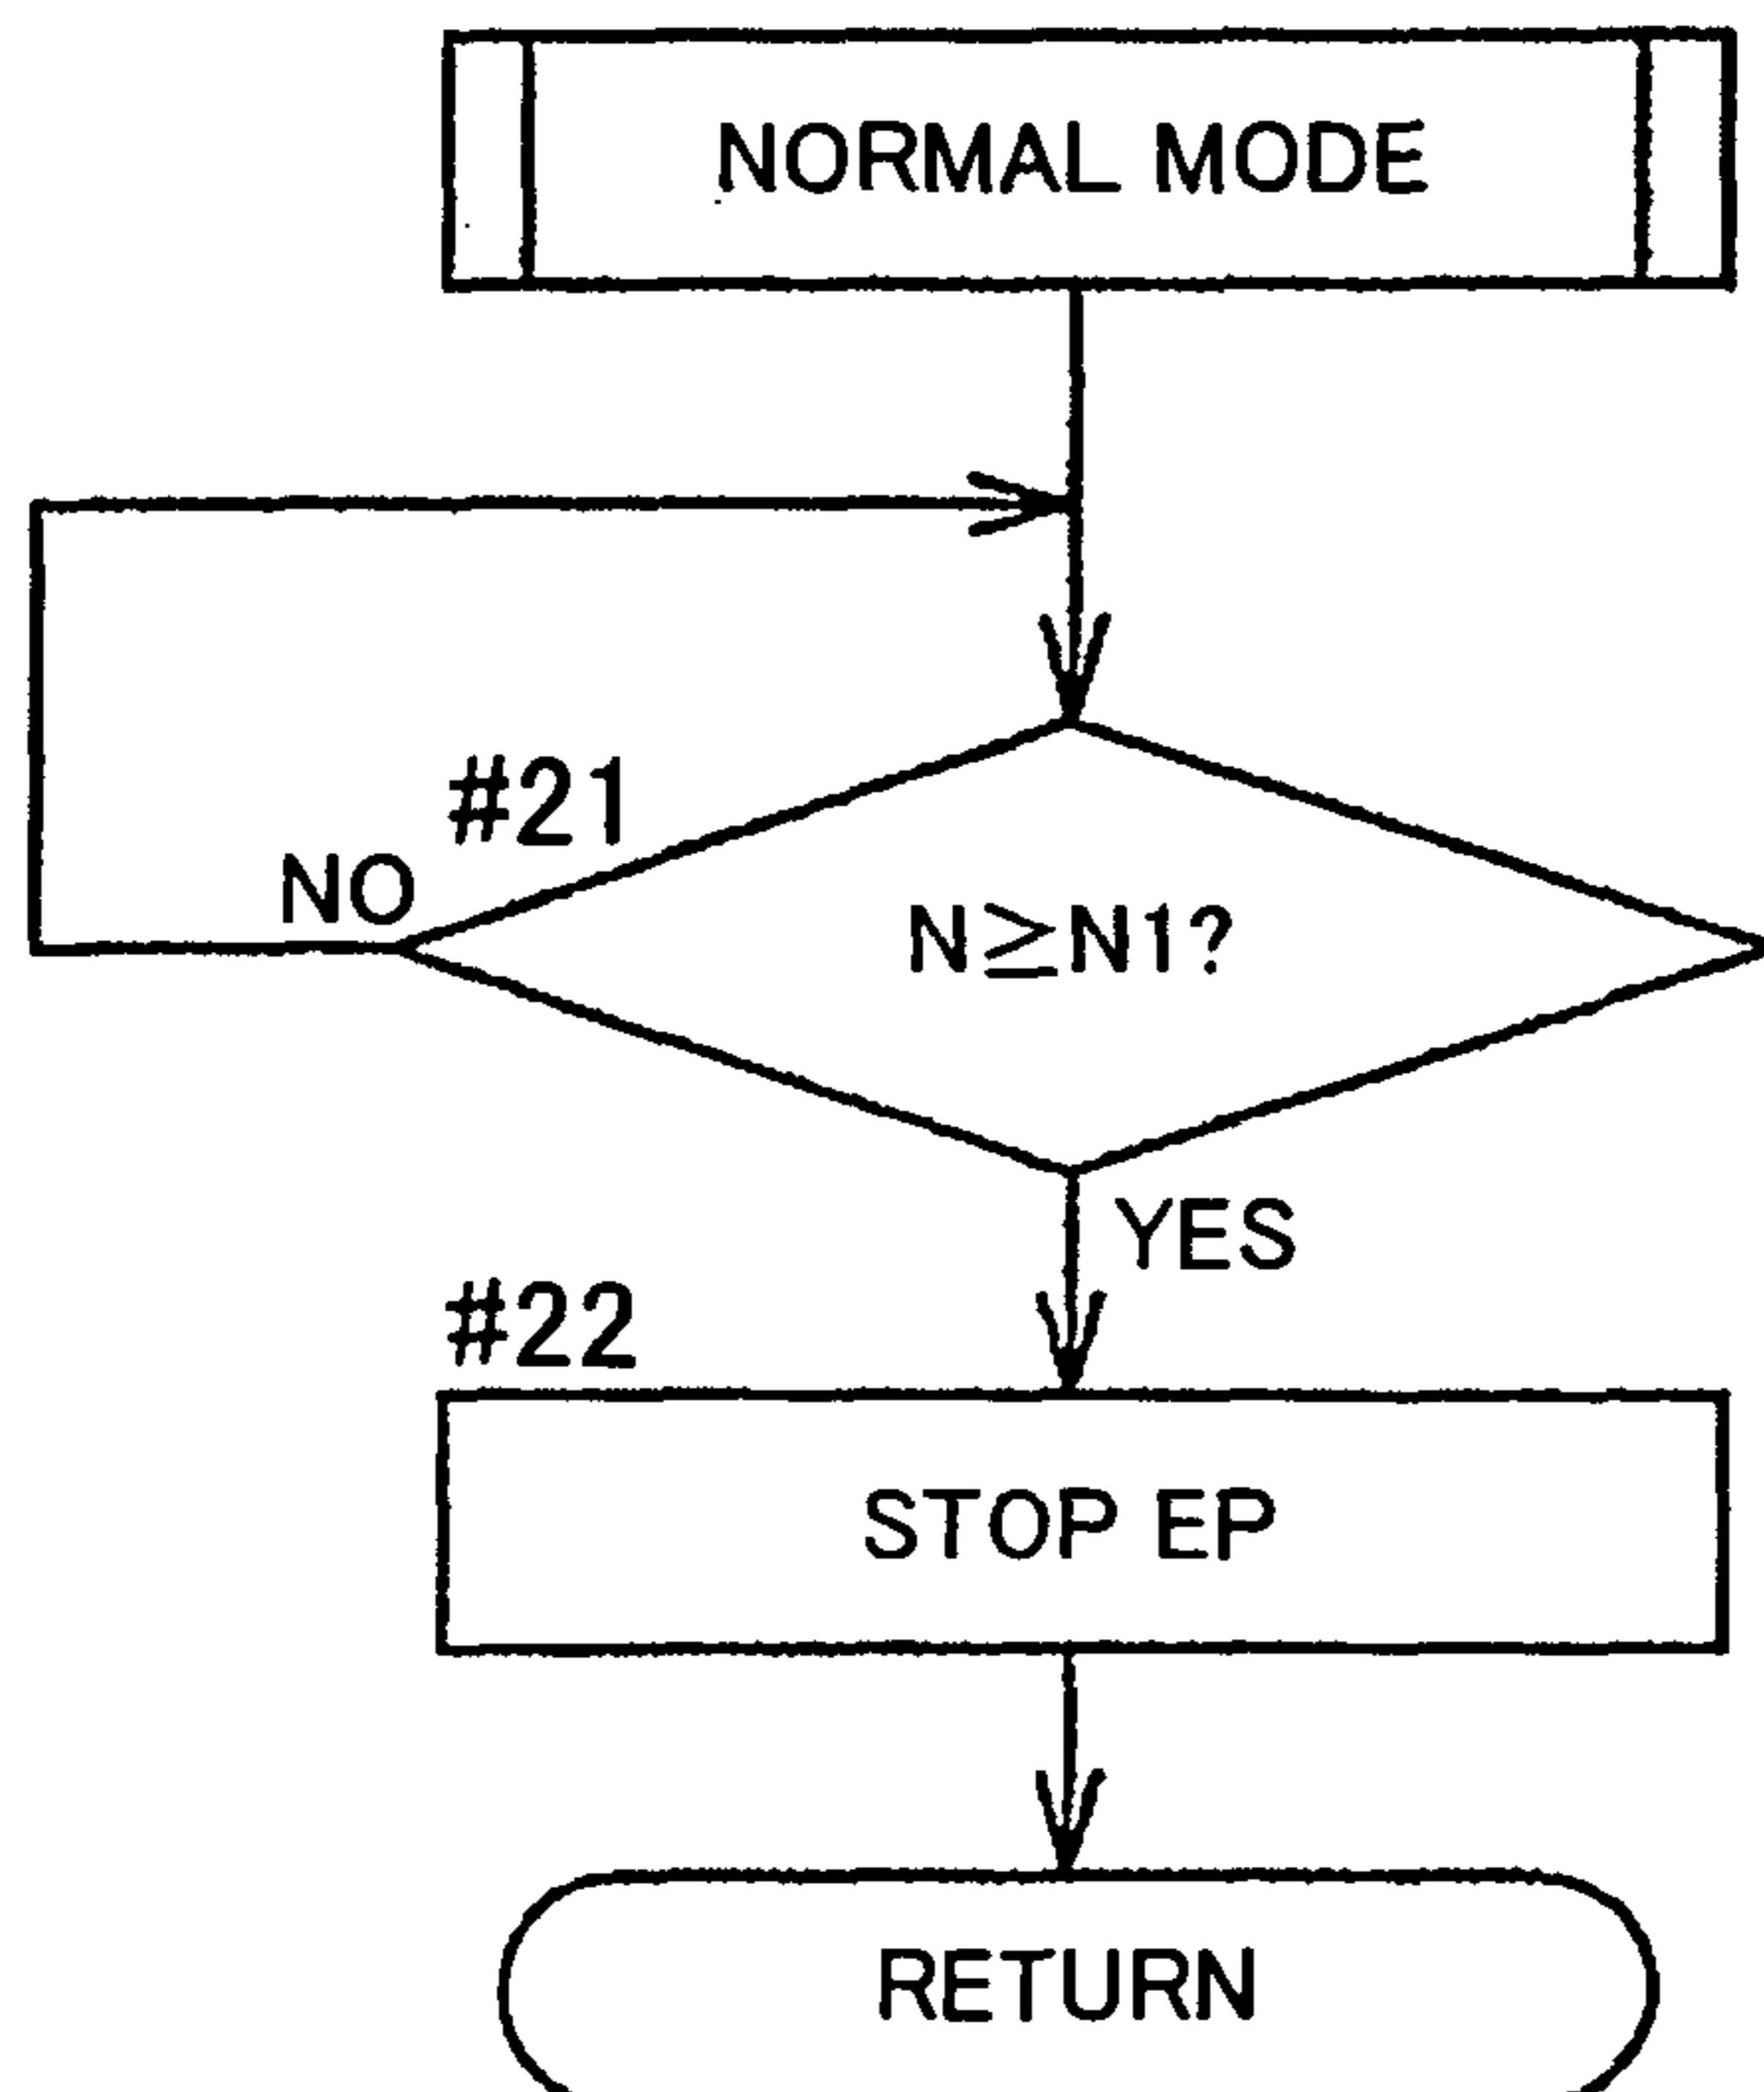 NORMAL MODE
#21
NO
N≧N1?
YES
#22
STOP EP
RETURN